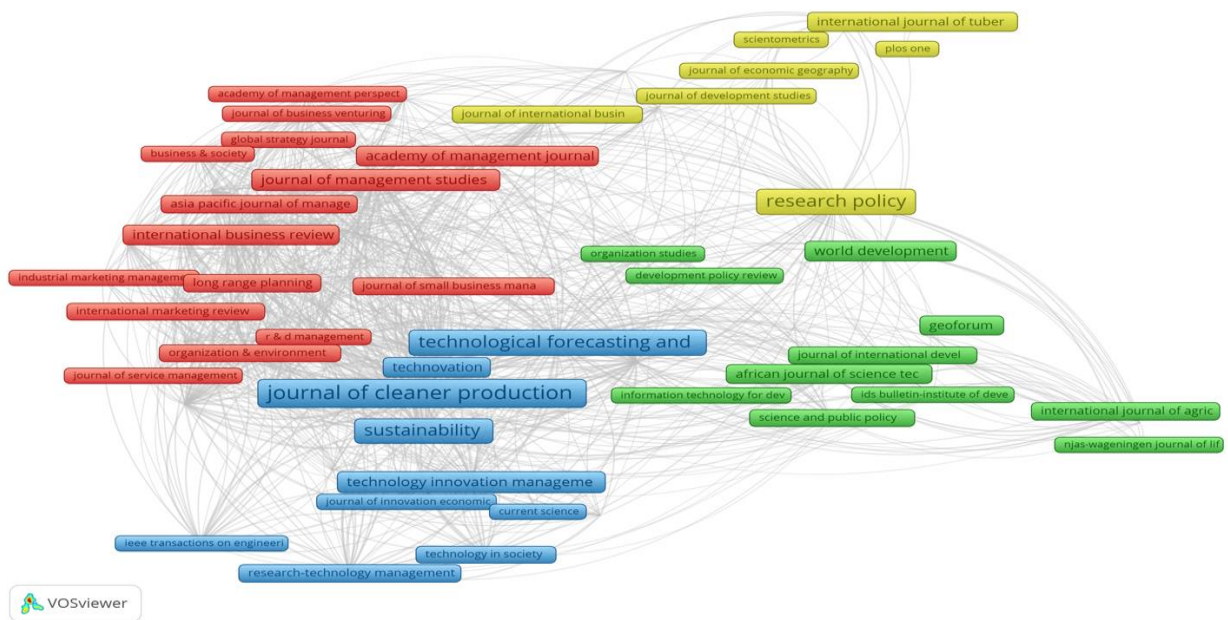 international journal of tuber
scientometrics
plos one
journal of economic geography
academy of management perspect
journal of development studies
journal of business venturing
journal of international busin
global strategy journal
business & society
academy of management journal
journal of management studies
research policy
asia pacific journal of manage
international business review
organization studies
world development
development policy review
industrial marketing manageme
long range planning
journal of small business mana
international marketing review
geoforum
r & d management
technological forecasting and
organization & environment
journal of international devel
technovation
african journal of science tec
journal of service management
journal of cleaner production
information technology for dev
ids bulletin-institute of deve
international journal of agric
science and public policy
sustainability
njas-wageningen journal of lif
technology innovation manageme
journal of innovation economic
current science
ieee transactions on engineeri
technology in society
research-technology management
VOSviewer